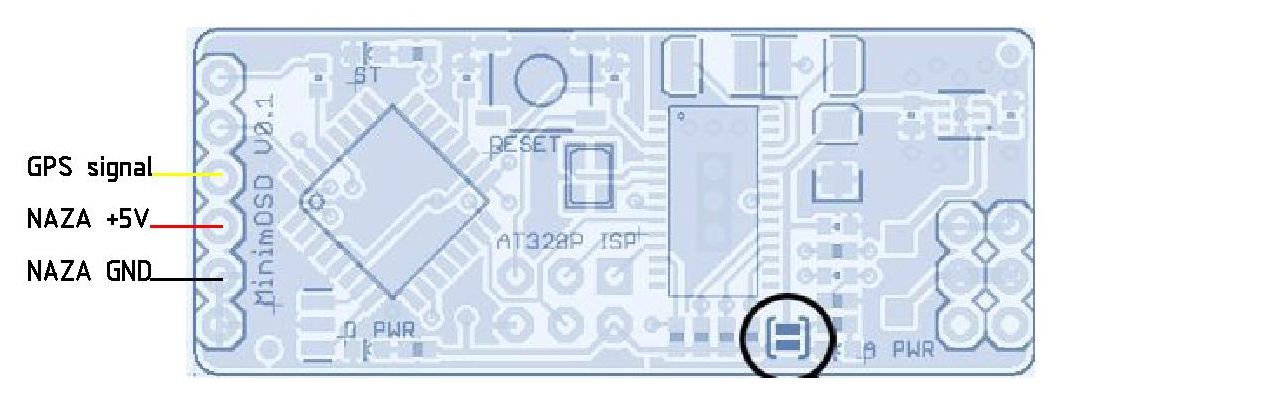 ST
MinimOSD V0.1
GPS signal
RESET
NAZA +5V
AT328P ISP
NAZA GND
D PWR
A PWR